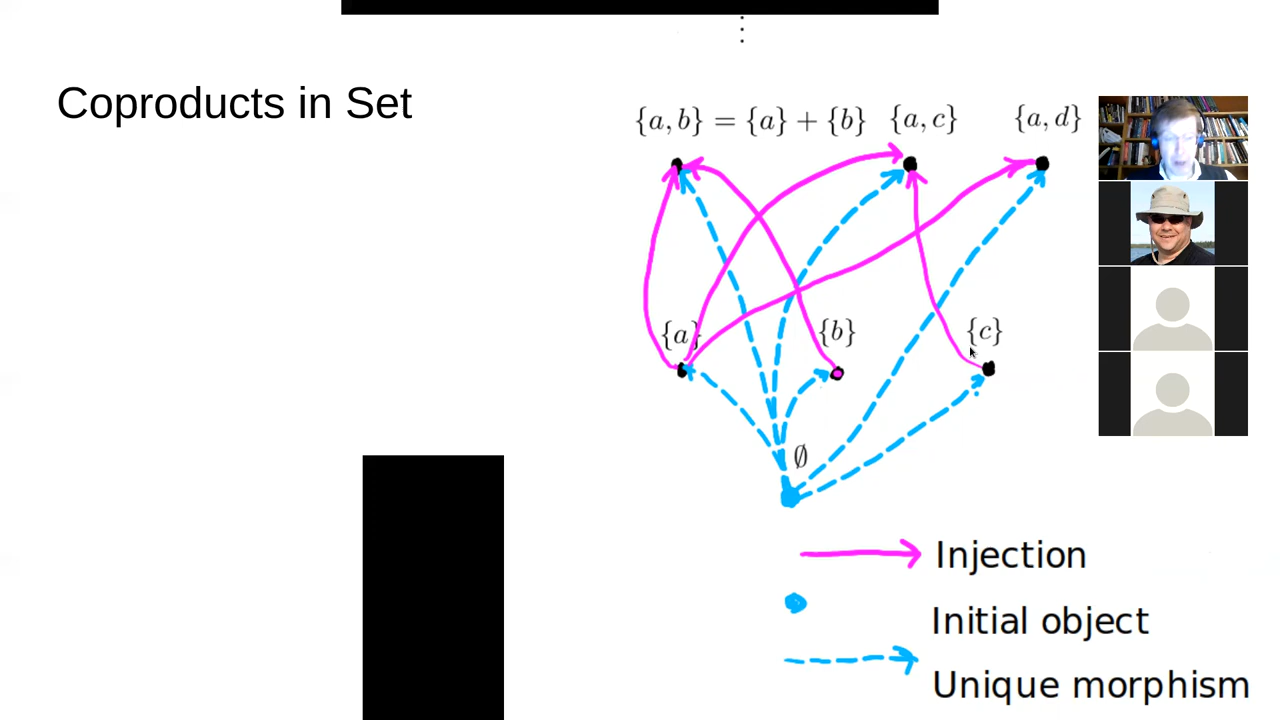 Coproducts in Set
{a, b} = {a} + {b} {a, c} {a, d}
{a} {b} {c}
∅
Injection
Initial object
Unique morphism